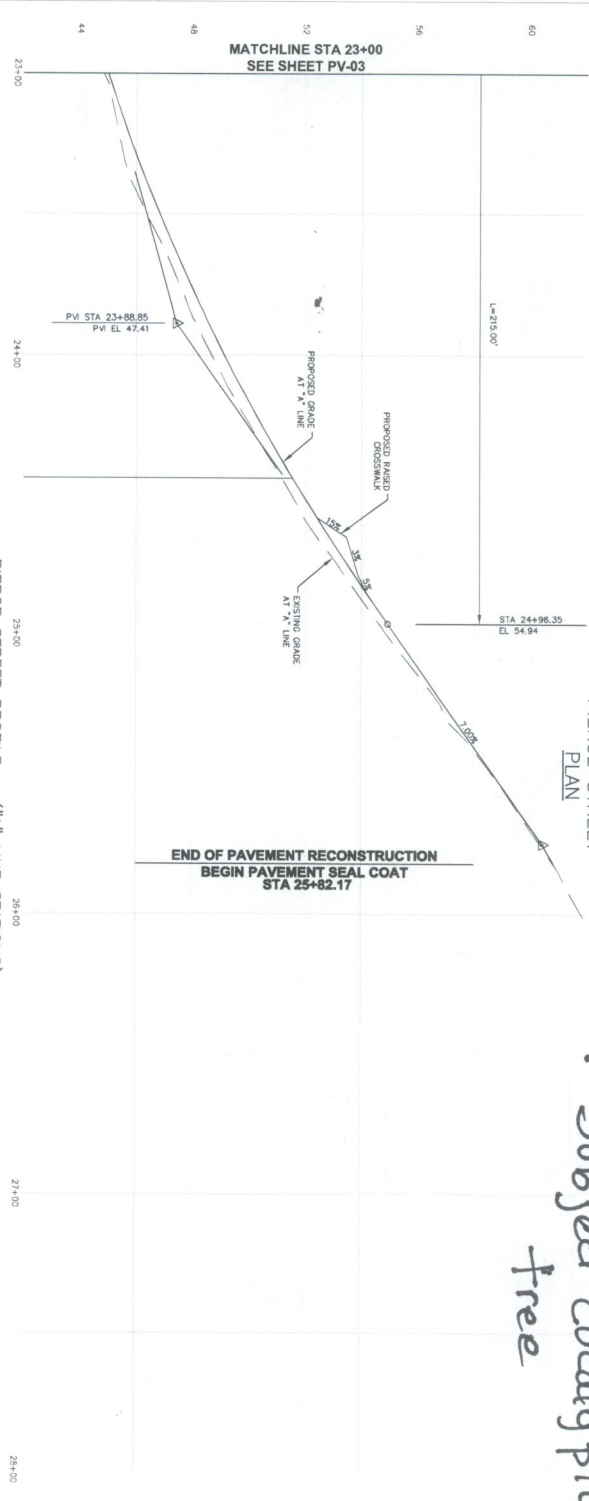 44
48
52
56
60
MATCHLINE STA 23+00
SEE SHEET PV-03
23+00
L=215.00'
PVI STA 23+88.85
PVI EL 47.41
24+00
PROPOSED GRADE
AT "A" LINE
PROPOSED RAISED
CROSSWALK
15%
3%
5%
EXISTING GRADE
AT "A" LINE
STA 24+96.35
EL 54.94
25+00
7.00%
STREET
PLAN
END OF PAVEMENT RECONSTRUCTION
BEGIN PAVEMENT SEAL COAT
STA 25+82.17
26+00
27+00
28+00
Subject
tree